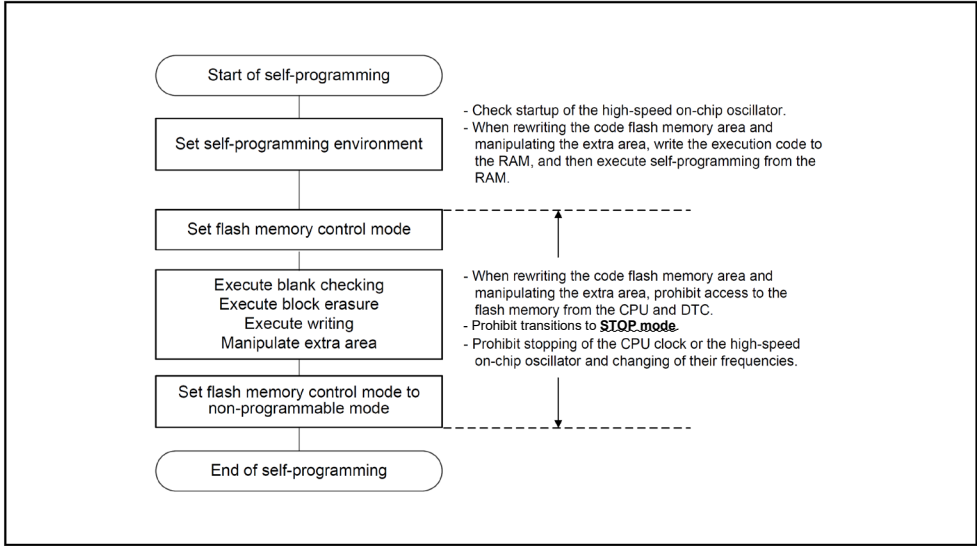 Start of self-programming
Set self-programming environment
- Check startup of the high-speed on-chip oscillator.
- When rewriting the code flash memory area and
manipulating the extra area, write the execution code to
the RAM, and then execute self-programming from the
RAM.
Set flash memory control mode
Execute blank checking
Execute block erasure
Execute writing
Manipulate extra area
- When rewriting the code flash memory area and
manipulating the extra area, prohibit access to the
flash memory from the CPU and DTC.
- Prohibit transitions to STOP mode.
- Prohibit stopping of the CPU clock or the high-speed
on-chip oscillator and changing of their frequencies.
Set flash memory control mode to
non-programmable mode
End of self-programming